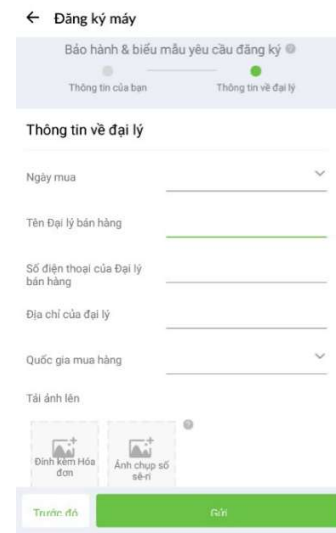 Đăng ký máy
Bảo hành & biểu mẫu yêu cầu đăng ký
Thông tin của bạn
Thông tin về đại lý
Thông tin về đại lý
Ngày mua
Tên Đại lý bán hàng
Số điện thoại của Đại lý
bán hàng
Địa chỉ của đại lý
Quốc gia mua hàng
Tải ảnh lên
Đính kèm Hóa
đơn
Ảnh chụp số
sê-ri
Trước đó
Gửi